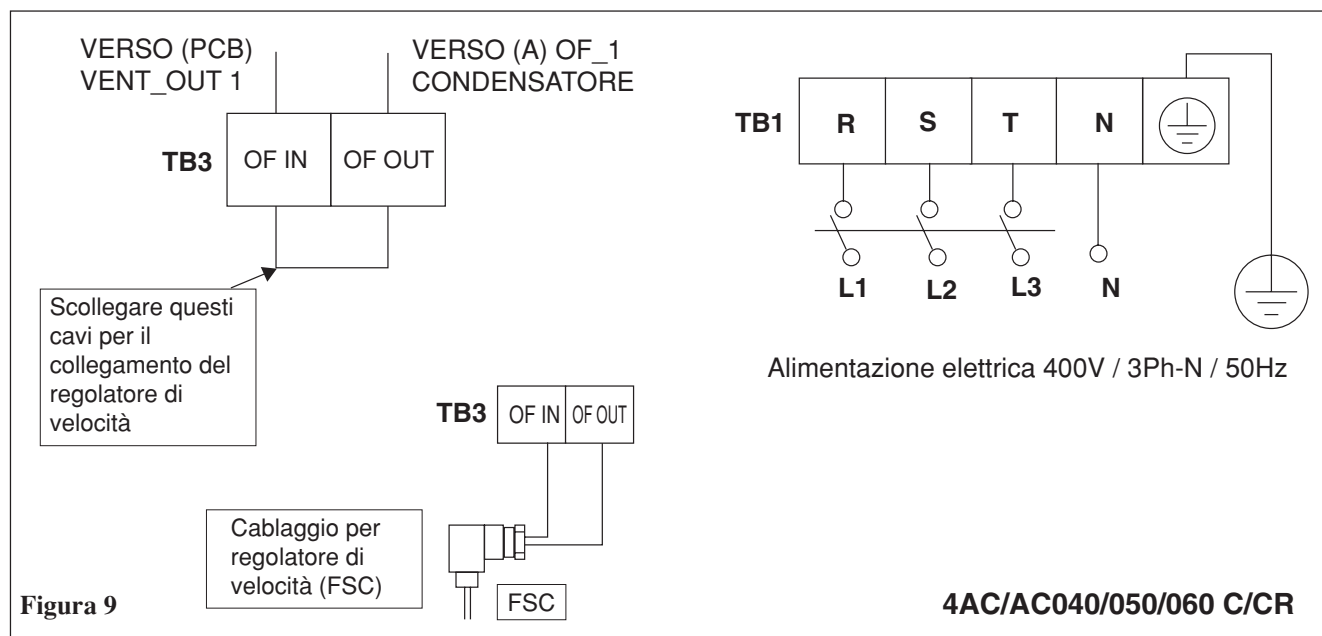 VERSO (PCB)
VENT_OUT 1
VERSO (A) OF_1
CONDENSATORE
TB3
OF IN
OF OUT
Scollegare questi
cavi per il
collegamento del
regolatore di
velocità
TB1
R
S
T
N
L1
L2
L3
N
Alimentazione elettrica 400V / 3Ph-N / 50Hz
TB3
OF IN
OF OUT
Cablaggio per
regolatore di
velocità (FSC)
FSC
Figura 9
4AC/AC040/050/060 C/CR